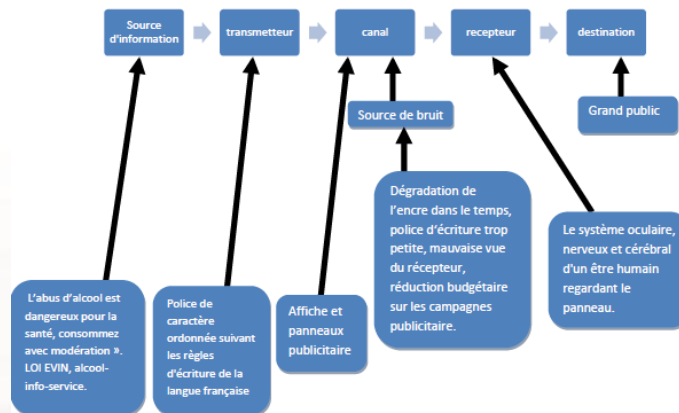 Source
d'information
transmetteur
canal
recepteur
destination
Source de bruit
Grand public
L'abus d'alcool est
dangereux pour la
santé, consommez
avec modération ».
LOI EVIN, alcool-
info-service.
Police de
caractère
ordonnée suivant
les règles
d'écriture de la
langue française
Affiche et
panneaux
publicitaire
Dégradation de
l'encre dans le temps,
police d'écriture trop
petite, mauvaise vue
du récepteur,
réduction budgétaire
sur les campagnes
publicitaire.
Le système oculaire,
nerveux et cérébral
d'un être humain
regardant le
panneau.